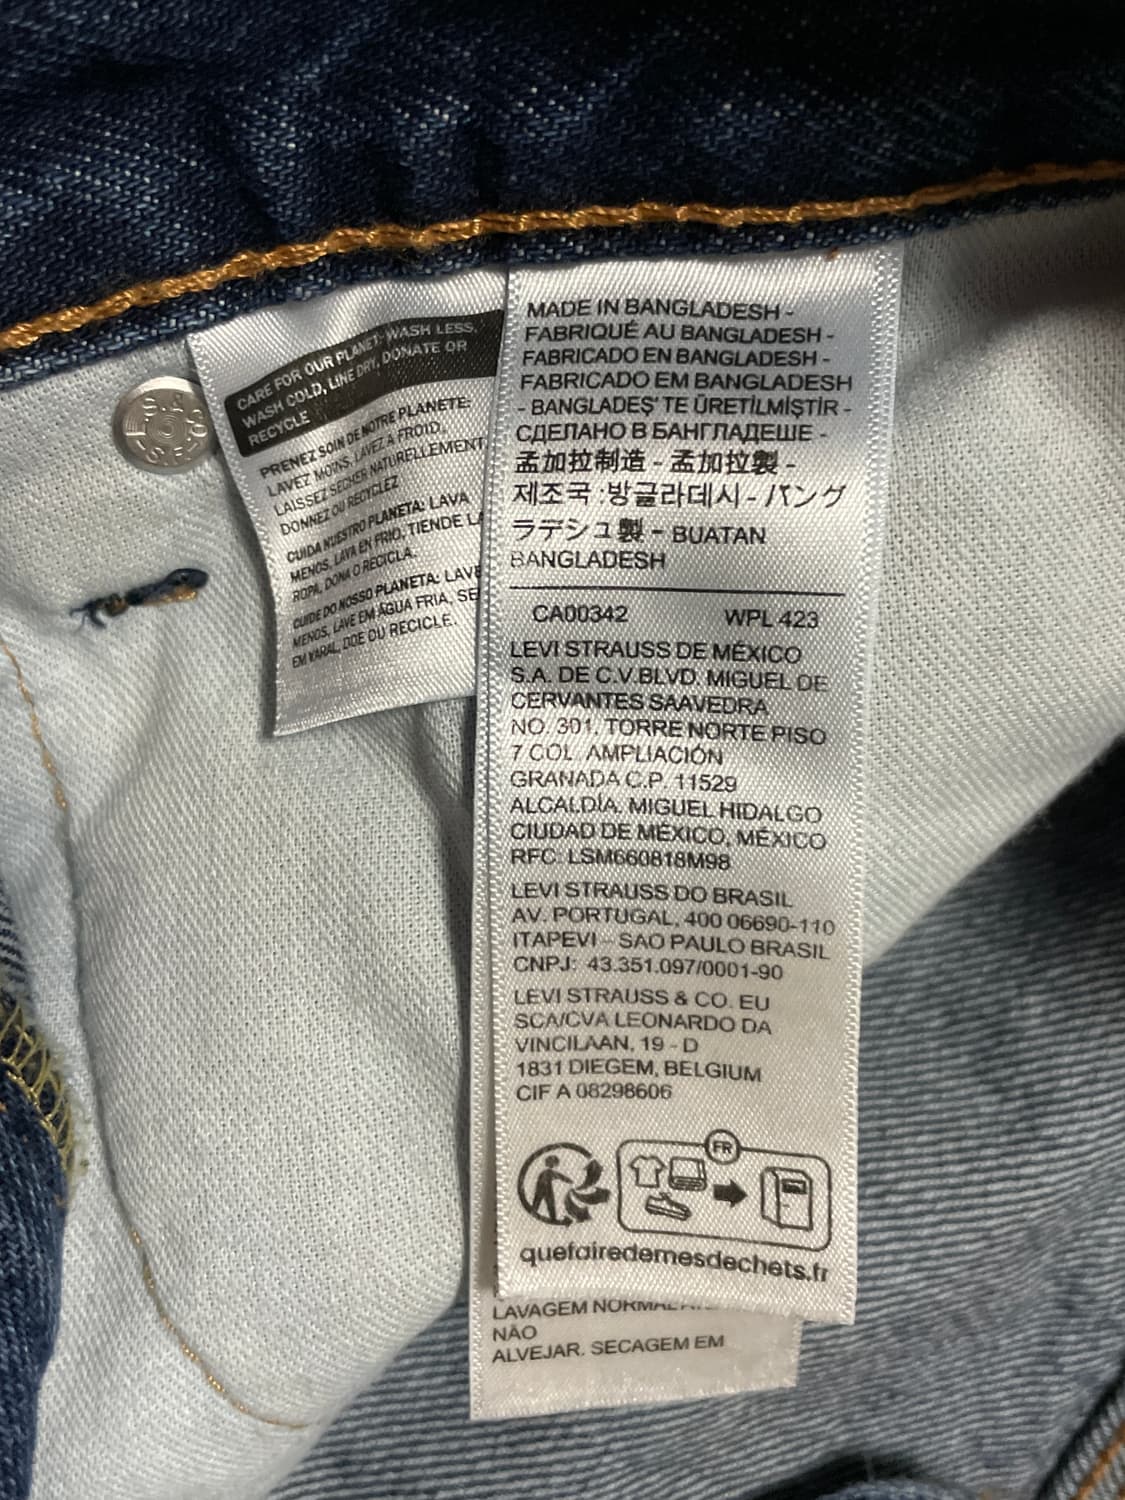 CARE FOR OUR PLANET: WASH LESS,
WASH COLD, LINE DRY, DONATE OR
RECYCLE
PRENEZ SOIN DE NOTRE PLANÈTE:
LAVEZ MOINS, LAVEZ A FROID,
LAISSEZ SECHER NATURELLEMENT
DONNEZ OU RECYCLEZ
CUIDA NUESTRO PLANETA: LAVA
MENOS, LAVA EN FRIO, TIENDE LA
ROPA, DONA O RECICLA.
CUIDE DO NOSSO PLANETA: LAVE
MENOS, LAVE EM ÁGUA FRIA, SE
EM VARAL, DOE OU RECICLE.
MADE IN BANGLADESH -
FABRIQUÉ AU BANGLADESH -
FABRICADO EN BANGLADESH -
FABRICADO EM BANGLADESH
- BANGLADEŞ'TE ÜRETİLMİŞTİR -
СДЕЛАНО В БАНГЛАДЕШЕ -
孟加拉制造 - 孟加拉製 -
제조국 :방글라데시 - バング
ラデシュ製 - BUATAN
BANGLADESH
CA00342 WPL 423
LEVI STRAUSS DE MÉXICO
S.A. DE C.V.BLVD. MIGUEL DE
CERVANTES SAAVEDRA
NO. 301, TORRE NORTE PISO
7 COL. AMPLIACIÓN
GRANADA C.P. 11529
ALCALDÍA. MIGUEL HIDALGO
CIUDAD DE MÉXICO, MÉXICO
RFC: LSM660818M98
LEVI STRAUSS DO BRASIL
AV. PORTUGAL, 400 06690-110
ITAPEVI - SAO PAULO BRASIL
CNPJ: 43.351.097/0001-90
LEVI STRAUSS & CO. EU
SCA/CVA LEONARDO DA
VINCILAAN, 19 - D
1831 DIEGEM, BELGIUM
CIF A 08298606
FR
quefairedemesdechets.fr
LAVAGEM NORMAL
NÃO
ALVEJAR. SECAGEM EM